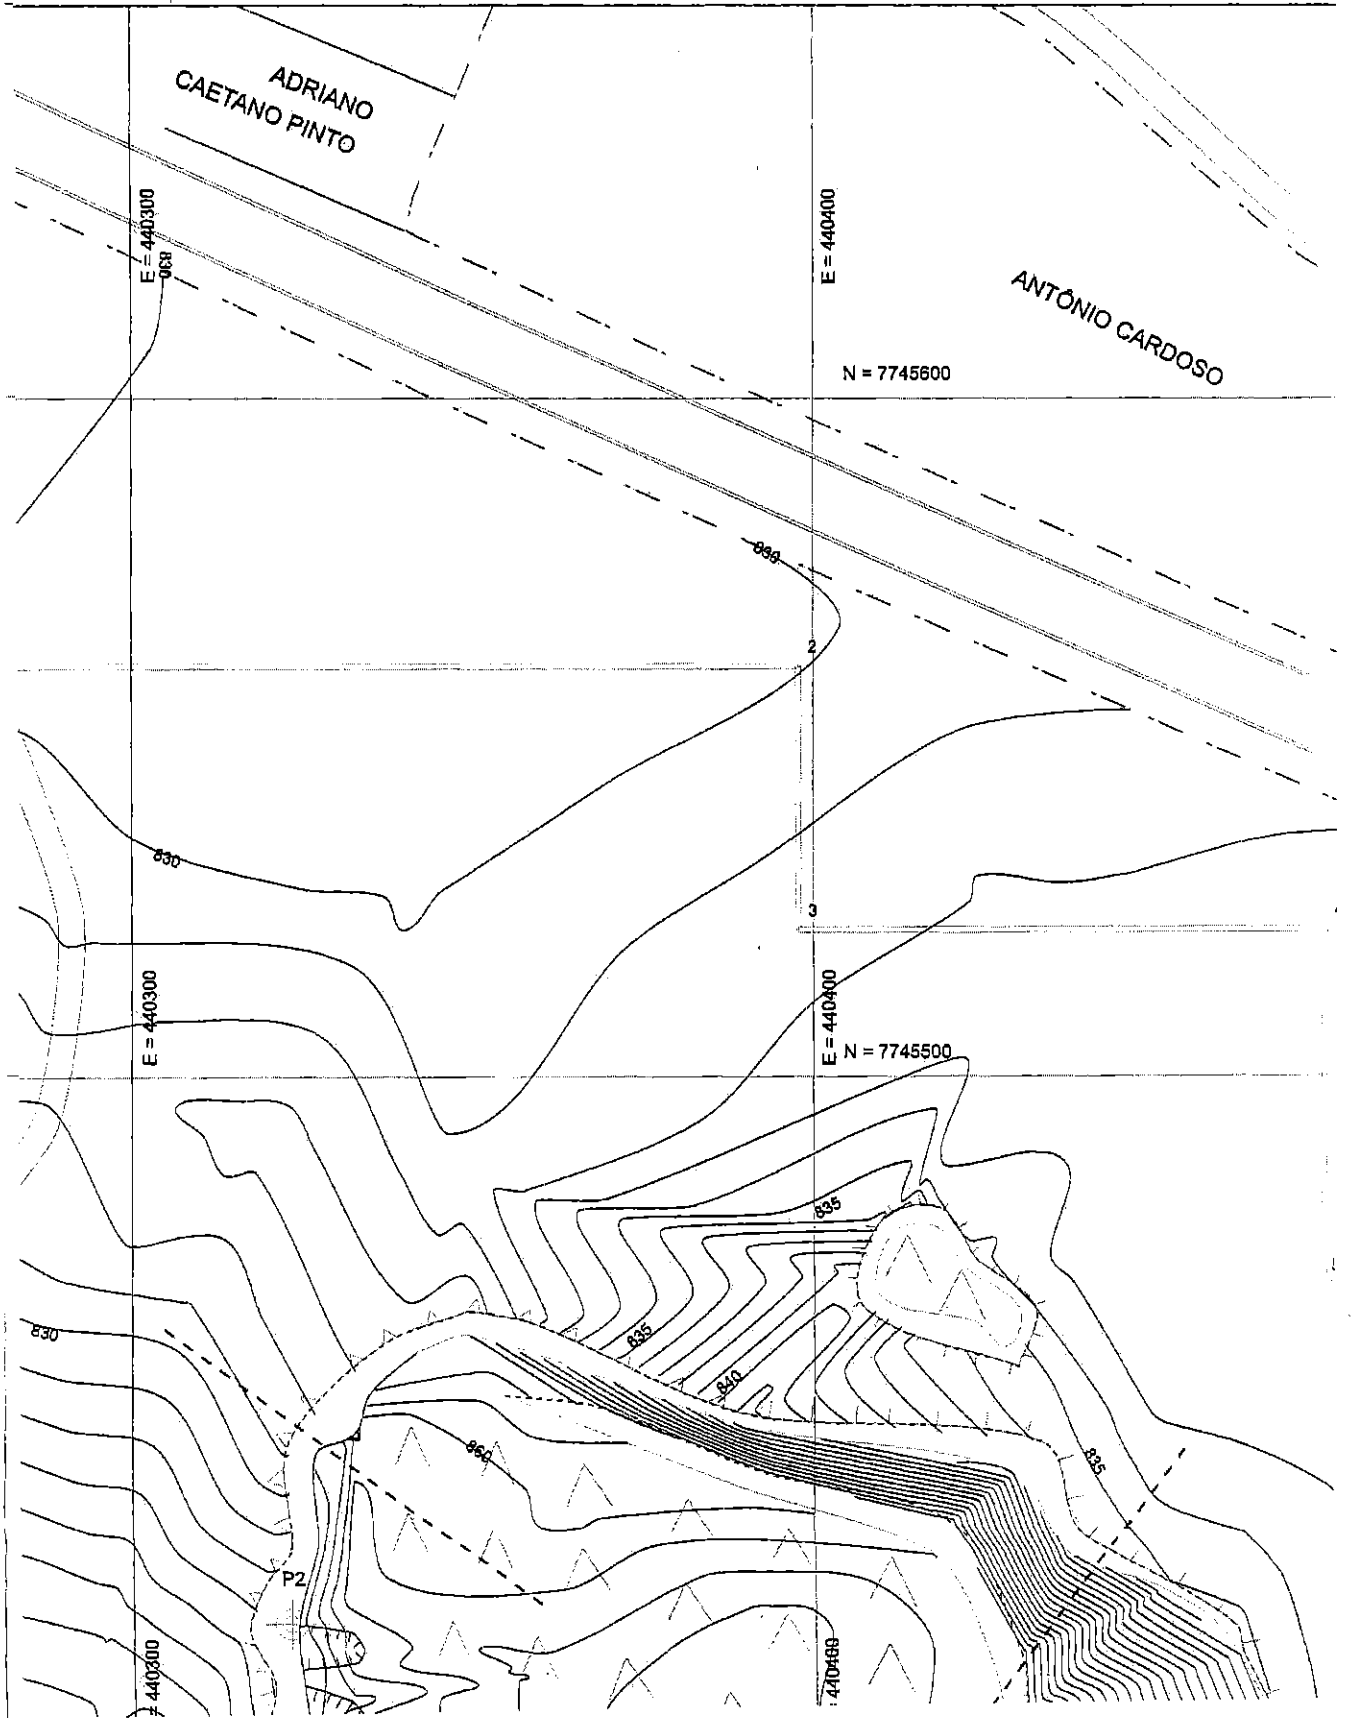 ADRIANO
CAETANO PINTO
E = 440300
830
E = 440400
ANTÔNIO CARDOSO
N = 7745600
830
2
830
3
E = 440300
E = 440400
N = 7745500
835
830
835
840
860
835
P2
= 440300
440400